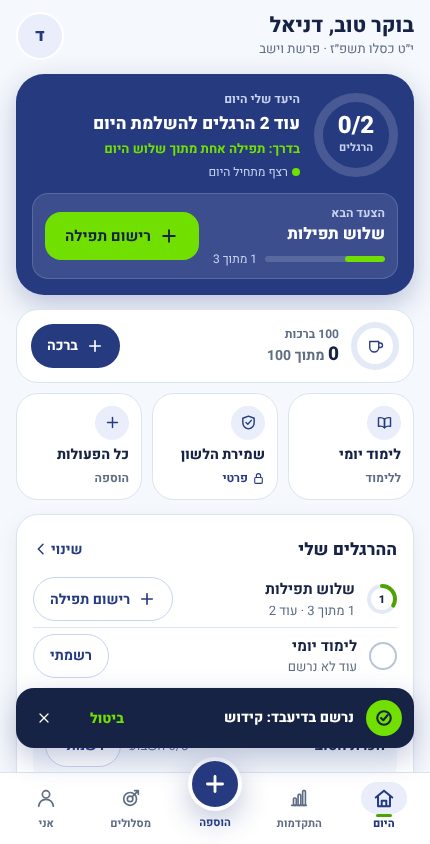 בוקר טוב, דניאל
י״ט כסלו תשפ״ז · פרשת וישב
ד
היעד שלי היום
עוד 2 הרגלים להשלמת היום
בדרך: תפילה אחת מתוך שלוש היום
רצף מתחיל היום
0/2
הרגלים
הצעד הבא
שלוש תפילות
1 מתוך 3
רישום תפילה
100 ברכות
0 מתוך 100
ברכה
לימוד יומי
ללימוד
שמירת הלשון
פרטי
כל הפעולות
הוספה
ההרגלים שלי
שינוי
שלוש תפילות
1 מתוך 3 · עוד 2
1
רישום תפילה
לימוד יומי
עוד לא נרשם
רשמתי
נרשם בדיעבד: קידוש
ביטול
היום
התקדמות
הוספה
מסלולים
אני